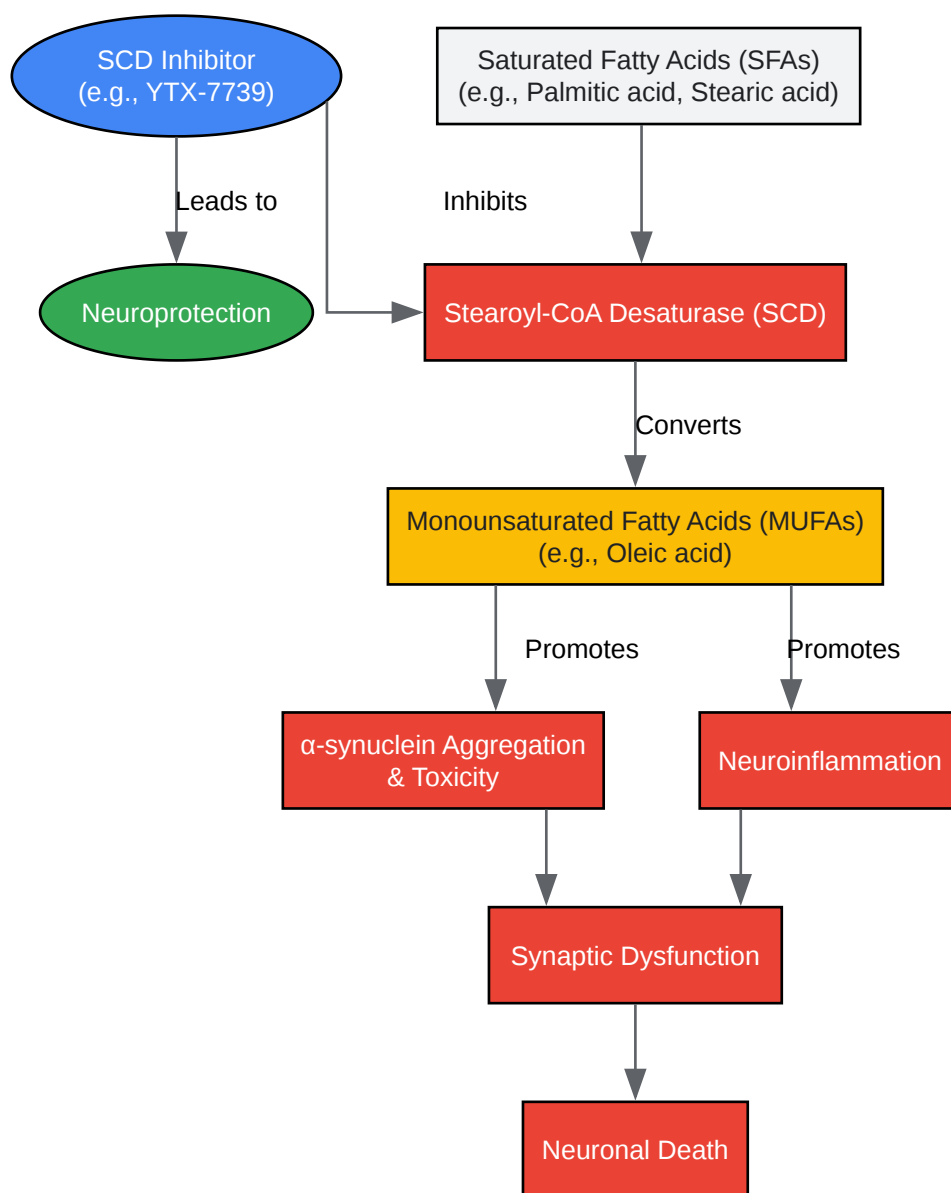 SCD Inhibitor
(e.g., YTX-7739)
Saturated Fatty Acids (SFAs)
(e.g., Palmitic acid, Stearic acid)
Leads to
Inhibits
Neuroprotection
Stearoyl-CoA Desaturase (SCD)
Converts
Monounsaturated Fatty Acids (MUFAs)
(e.g., Oleic acid)
Promotes
Promotes
α-synuclein Aggregation
& Toxicity
Neuroinflammation
Synaptic Dysfunction
Neuronal Death